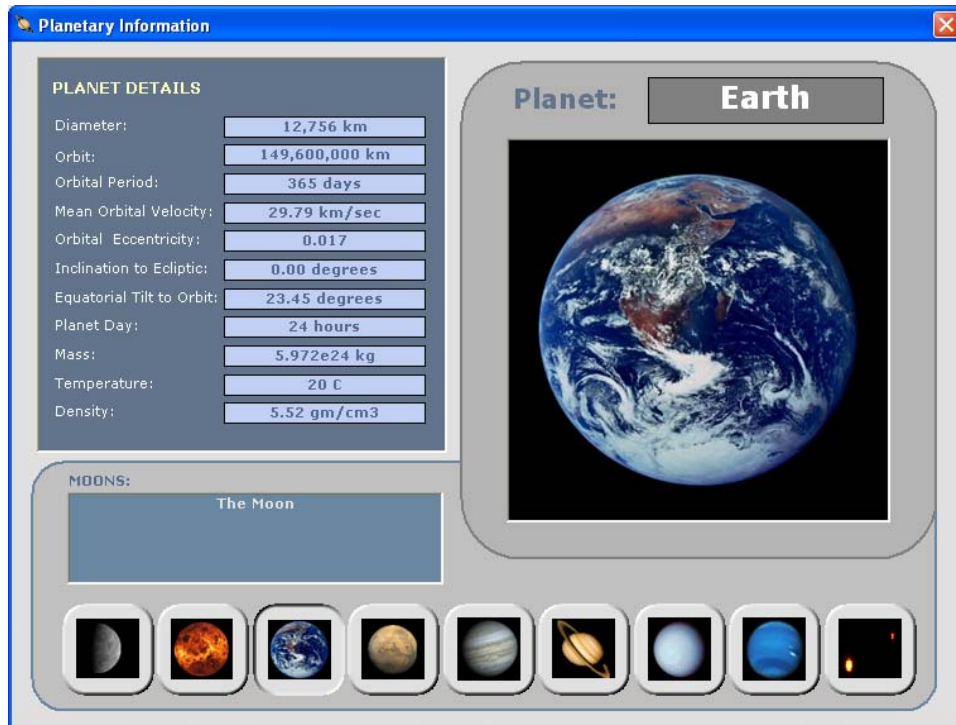 Planetary Information
PLANET DETAILS
Diameter: 12,756 km
Orbit: 149,600,000 km
Orbital Period: 365 days
Mean Orbital Velocity: 29.79 km/sec
Orbital Eccentricity: 0.017
Inclination to Ecliptic: 0.00 degrees
Equatorial Tilt to Orbit: 23.45 degrees
Planet Day: 24 hours
Mass: 5.972e24 kg
Temperature: 20 C
Density: 5.52 gm/cm3
Planet: Earth
MOONS:
The Moon